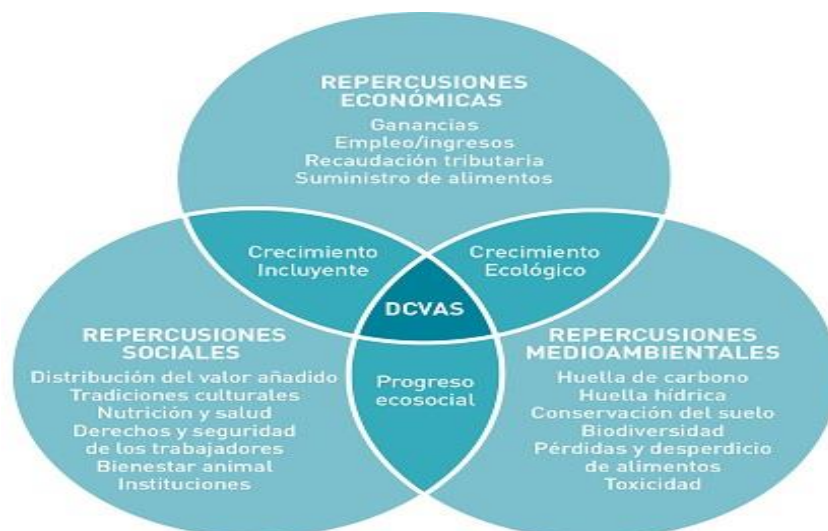 REPERCUSIONES
ECONÓMICAS
Ganancias
Empleo/ingresos
Recaudación tributaria
Suministro de alimentos
Crecimiento
Incluyente
Crecimiento
Ecológico
DCVAS
REPERCUSIONES
SOCIALES
Distribución del valor añadido
Tradiciones culturales
Nutrición y salud
Derechos y seguridad
de los trabajadores
Bienestar animal
Instituciones
Progreso
ecosocial
REPERCUSIONES
MEDIOAMBIENTALES
Huella de carbono
Huella hídrica
Conservación del suelo
Biodiversidad
Pérdidas y desperdicio
de alimentos
Toxicidad